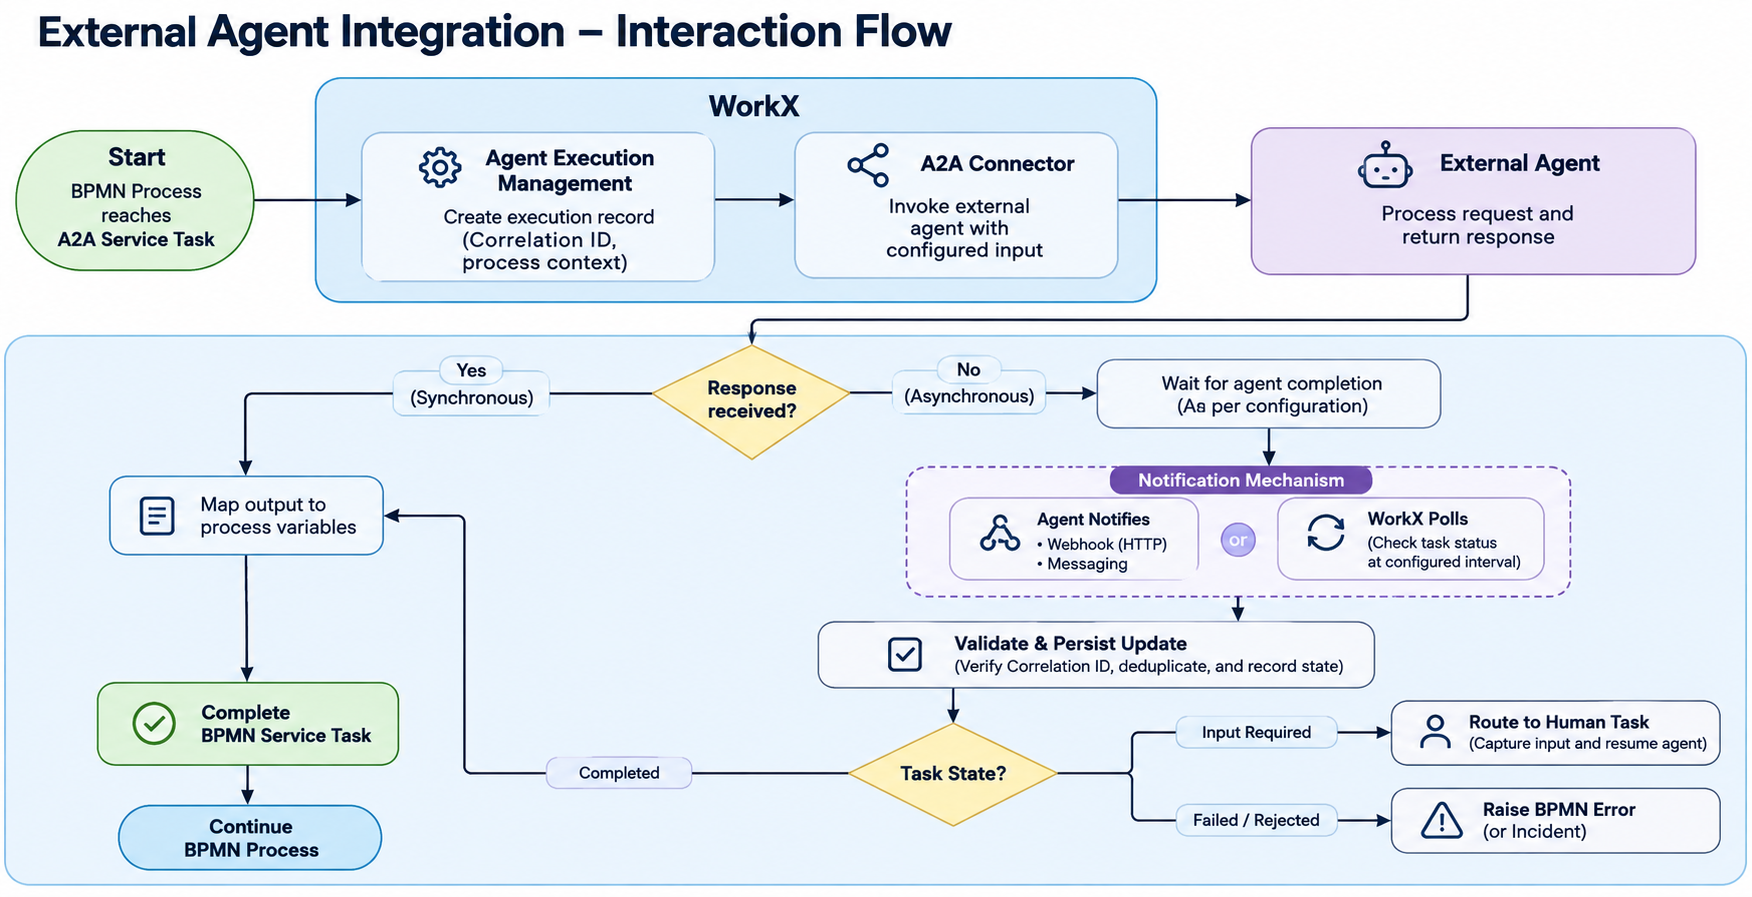 External Agent Integration – Interaction Flow
WorkX
Start
BPMN Process
reaches
A2A Service Task
Agent Execution
Management
Create execution record
(Correlation ID,
process context)
A2A Connector
Invoke external
agent with
configured input
External Agent
Process request and
return response
Response
received?
Yes
(Synchronous)
No
(Asynchronous)
Wait for agent completion
(As per configuration)
Notification Mechanism
Agent Notifies
• Webhook (HTTP)
• Messaging
or
WorkX Polls
(Check task status
at configured interval)
Map output to
process variables
Validate & Persist Update
(Verify Correlation ID, deduplicate, and record state)
Complete
BPMN Service Task
Task State?
Completed
Input Required
Route to Human Task
(Capture input and resume agent)
Failed / Rejected
Raise BPMN Error
(or Incident)
Continue
BPMN Process